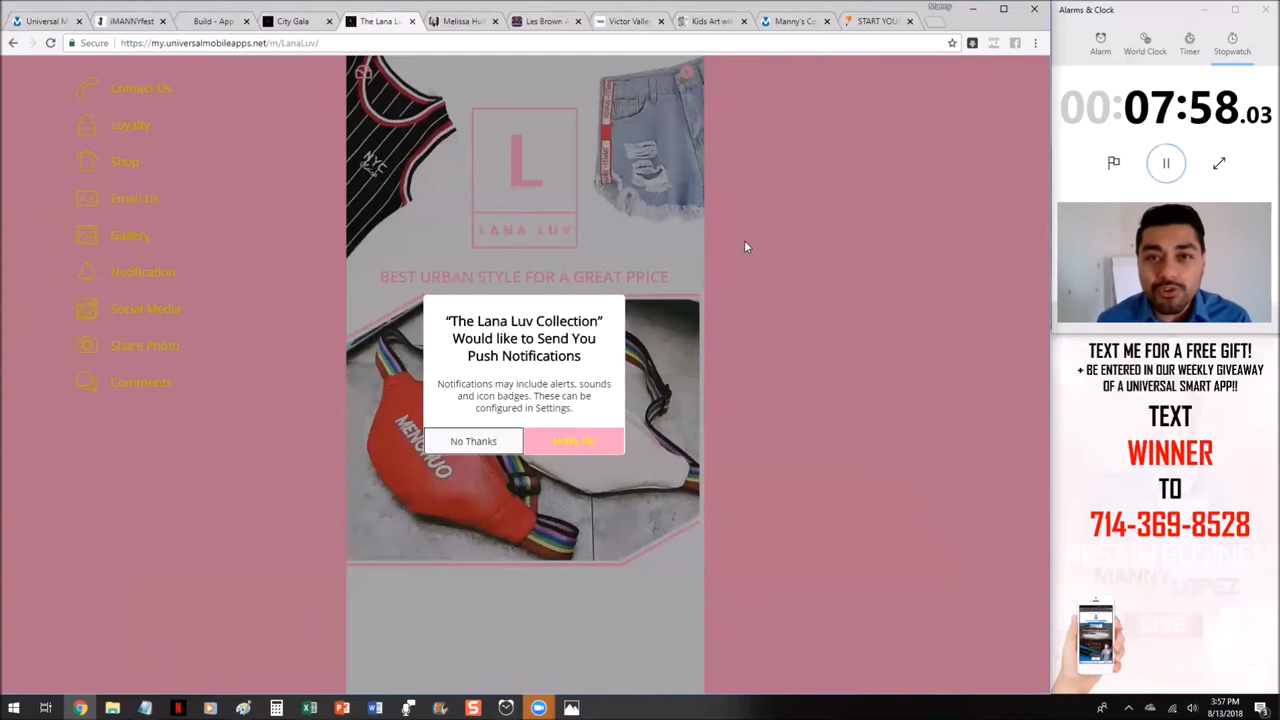 Universal M
iMANNYfest
Build - App
City Gala
The Lana Lu
Melissa Hul
Les Brown A
Victor Valley
Kids Art wi
Manny's Co
START YOU
Manny
Secure
https://my.universalmobileapps.net/m/LanaLuv/
Contact Us
Loyalty
Shop
Email Us
Gallery
Notification
Social Media
Share Photo
Comments
NYC
L
LANA LUV
BEST URBAN STYLE FOR A GREAT PRICE
“The Lana Luv Collection”
Would like to Send You
Push Notifications
Notifications may include alerts, sounds
and icon badges. These can be
configured in Settings.
No Thanks
Notify Me
Alarms & Clock
Alarm
World Clock
Timer
Stopwatch
00:07:58.03
TEXT ME FOR A FREE GIFT!
+ BE ENTERED IN OUR WEEKLY GIVEAWAY
OF A UNIVERSAL SMART APP!!
TEXT
WINNER
TO
714-369-8528
MANNY
LOPEZ
LIVE
3:57 PM
8/13/2018